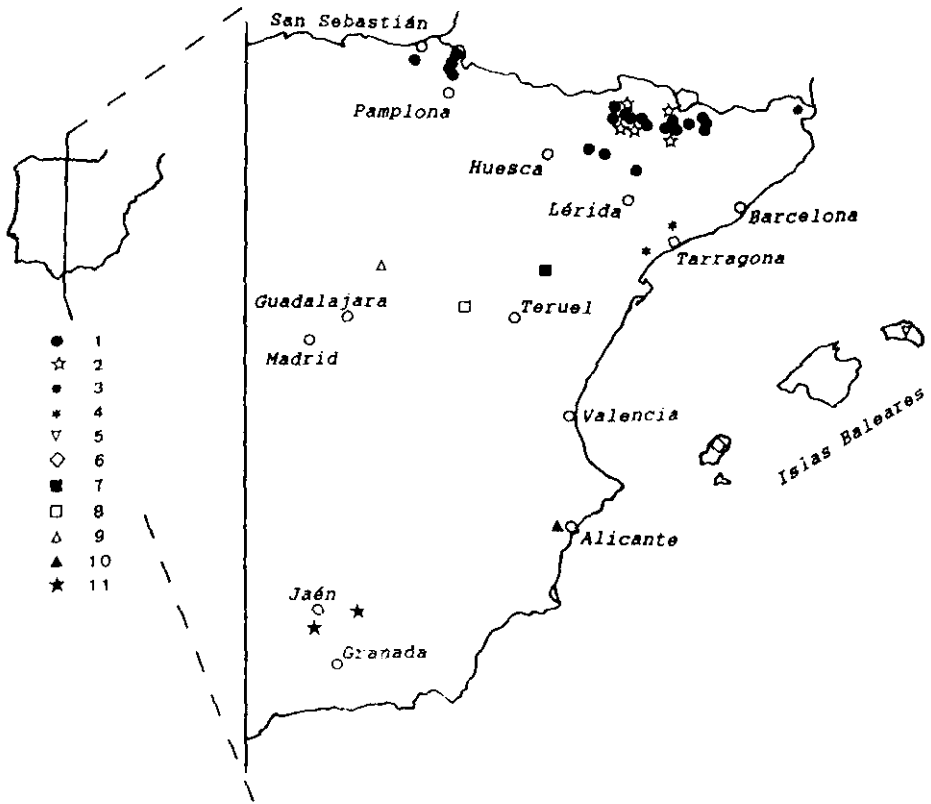 San Sebastián
Pamplona
Huesca
Lérida
Barcelona
Tarragona
Guadalajara
Teruel
Madrid
Valencia
Islas Baleares
Alicante
Jaén
Granada
1
2
3
4
5
6
7
8
9
10
11